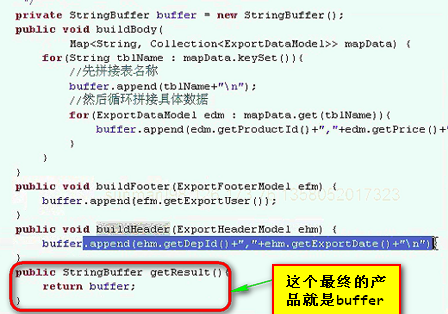 */
private StringBuffer buffer = new StringBuffer();
public void buildBody(
Map<String, Collection<ExportDataModel>> mapData) {
for(String tblName : mapData.keySet()){
//先拼接表名称
buffer.append(tblName+"\n");
//然后循环拼接具体数据
for(ExportDataModel edm : mapData.get(tblName)){
buffer.append(edm.getProductId()+","+edm.getPrice()+"
}
}
}
public void buildFooter(ExportFooterModel efm) {
buffer.append(efm.getExportUser());
}
public void buildHeader(ExportHeaderModel ehm) {
buffer.append(ehm.getDepId()+","+ehm.getExportDate()+"\n")
}
public StringBuffer getResult(){
return buffer;
}
这个最终的产
品就是buffer